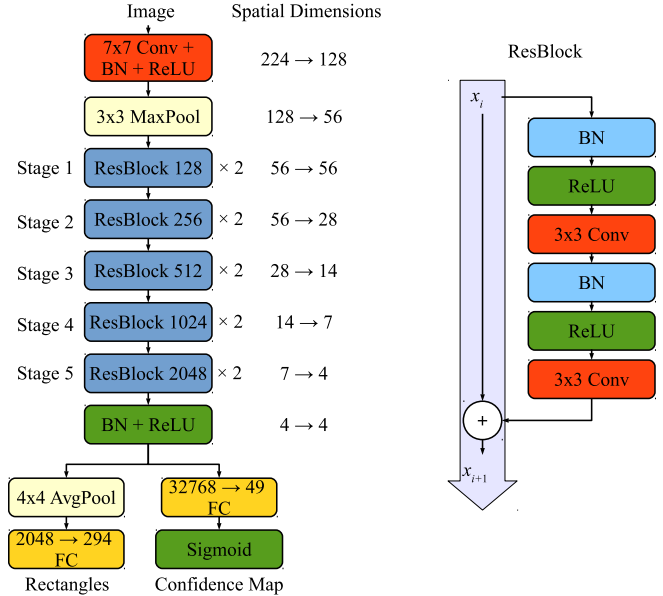 Image
Spatial Dimensions
7x7 Conv +
BN + ReLU
224 → 128
3x3 MaxPool
128 → 56
Stage 1
ResBlock 128
× 2
56 → 56
Stage 2
ResBlock 256
× 2
56 → 28
Stage 3
ResBlock 512
× 2
28 → 14
Stage 4
ResBlock 1024
× 2
14 → 7
Stage 5
ResBlock 2048
× 2
7 → 4
BN + ReLU
4 → 4
4x4 AvgPool
2048 → 294
FC
Rectangles
32768 → 49
FC
Sigmoid
Confidence Map
ResBlock
x_i
BN
ReLU
3x3 Conv
BN
ReLU
3x3 Conv
+
x_{i+1}